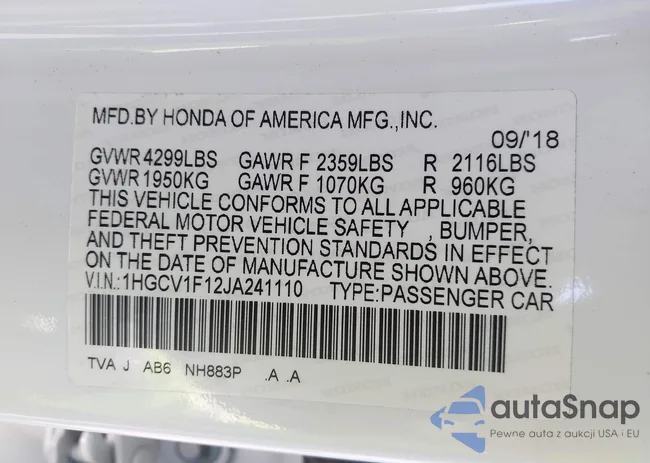 MFD.BY HONDA OF AMERICA MFG.,INC.
09/'18
GVWR 4299LBS GAWR F 2359LBS R 2116LBS
GVWR 1950KG GAWR F 1070KG R 960KG
THIS VEHICLE CONFORMS TO ALL APPLICABLE
FEDERAL MOTOR VEHICLE SAFETY , BUMPER,
AND THEFT PREVENTION STANDARDS IN EFFECT
ON THE DATE OF MANUFACTURE SHOWN ABOVE.
V.I.N.:1HGCV1F12JA241110 TYPE:PASSENGER CAR
TVA J AB6 NH883P .A .A
autaSnap
Pewne auta z aukcji USA i EU